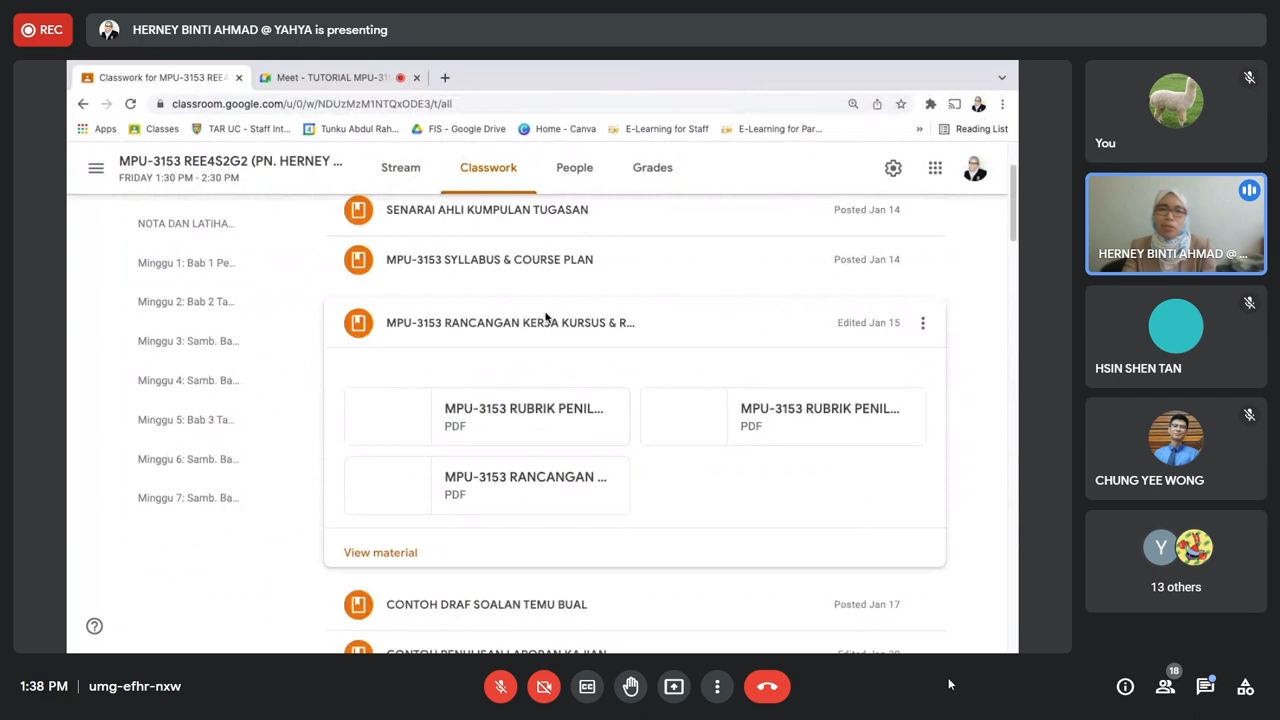 REC
HERNEY BINTI AHMAD @ YAHYA is presenting
Classwork for MPU-3153 REE4
Meet - TUTORIAL MPU-31
classroom.google.com/u/0/w/NDUzMzM1NTQxODE3/t/all
Apps
Classes
TAR UC - Staff Int...
Tunku Abdul Rah...
FIS - Google Drive
Home - Canva
E-Learning for Staff
E-Learning for Par...
»
Reading List
MPU-3153 REE4S2G2 (PN. HERNEY ...
FRIDAY 1:30 PM - 2:30 PM
Stream
Classwork
People
Grades
NOTA DAN LATIHA...
Minggu 1: Bab 1 Pe...
Minggu 2: Bab 2 Ta...
Minggu 3: Samb. Ba...
Minggu 4: Samb. Ba...
Minggu 5: Bab 3 Ta...
Minggu 6: Samb. Ba...
Minggu 7: Samb. Ba...
SENARAI AHLI KUMPULAN TUGASAN
Posted Jan 14
MPU-3153 SYLLABUS & COURSE PLAN
Posted Jan 14
MPU-3153 RANCANGAN KERJA KURSUS & R...
Edited Jan 15
MPU-3153 RUBRIK PENIL...
PDF
MPU-3153 RUBRIK PENIL...
PDF
MPU-3153 RANCANGAN ...
PDF
View material
CONTOH DRAF SOALAN TEMU BUAL
Posted Jan 17
You
HERNEY BINTI AHMAD @ ...
HSIN SHEN TAN
CHUNG YEE WONG
Y
13 others
1:38 PM
umg-efhr-nxw
18